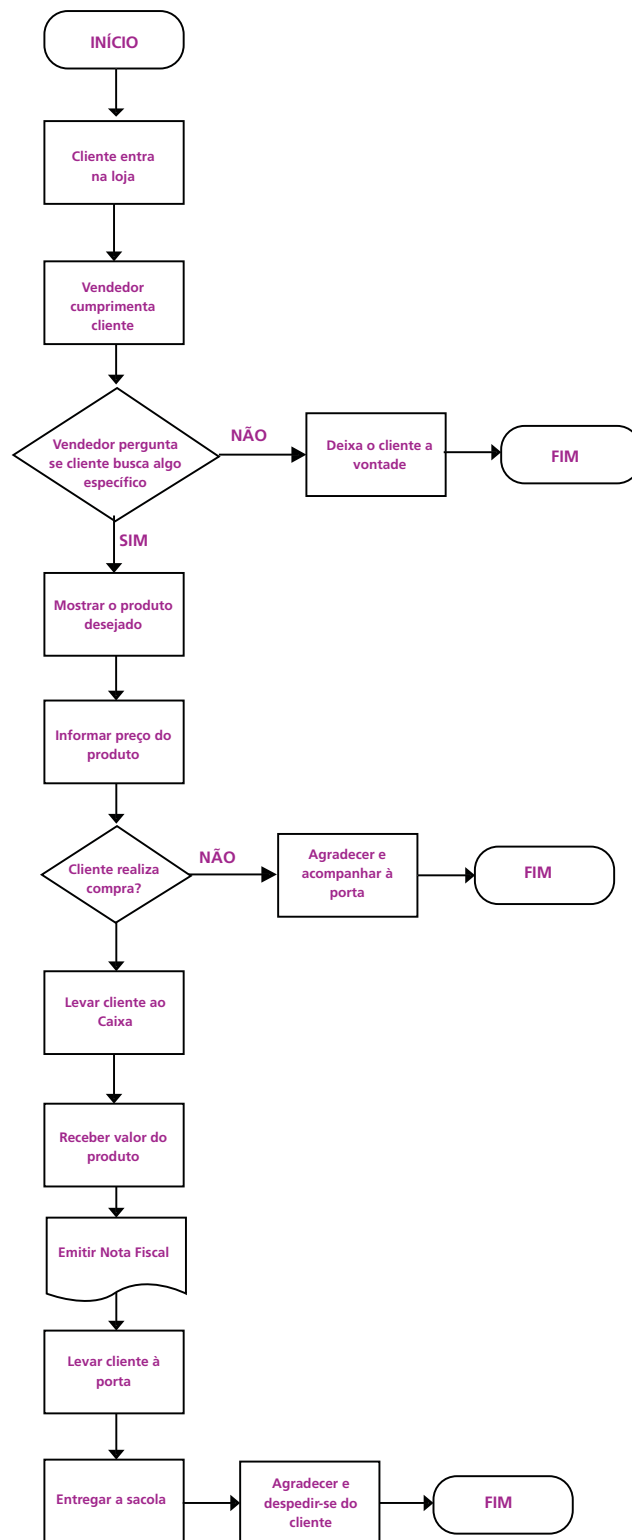 INÍCIO
Cliente entra
na loja
Vendedor
cumprimenta
cliente
Vendedor pergunta
se cliente busca algo
específico
NÃO
Deixa o cliente a
vontade
FIM
SIM
Mostrar o produto
desejado
Informar preço do
produto
Cliente realiza
compra?
NÃO
Agradecer e
acompanhar à
porta
FIM
Levar cliente ao
Caixa
Receber valor do
produto
Emitir Nota Fiscal
Levar cliente à
porta
Entregar a sacola
Agradecer e
despedir-se do
cliente
FIM